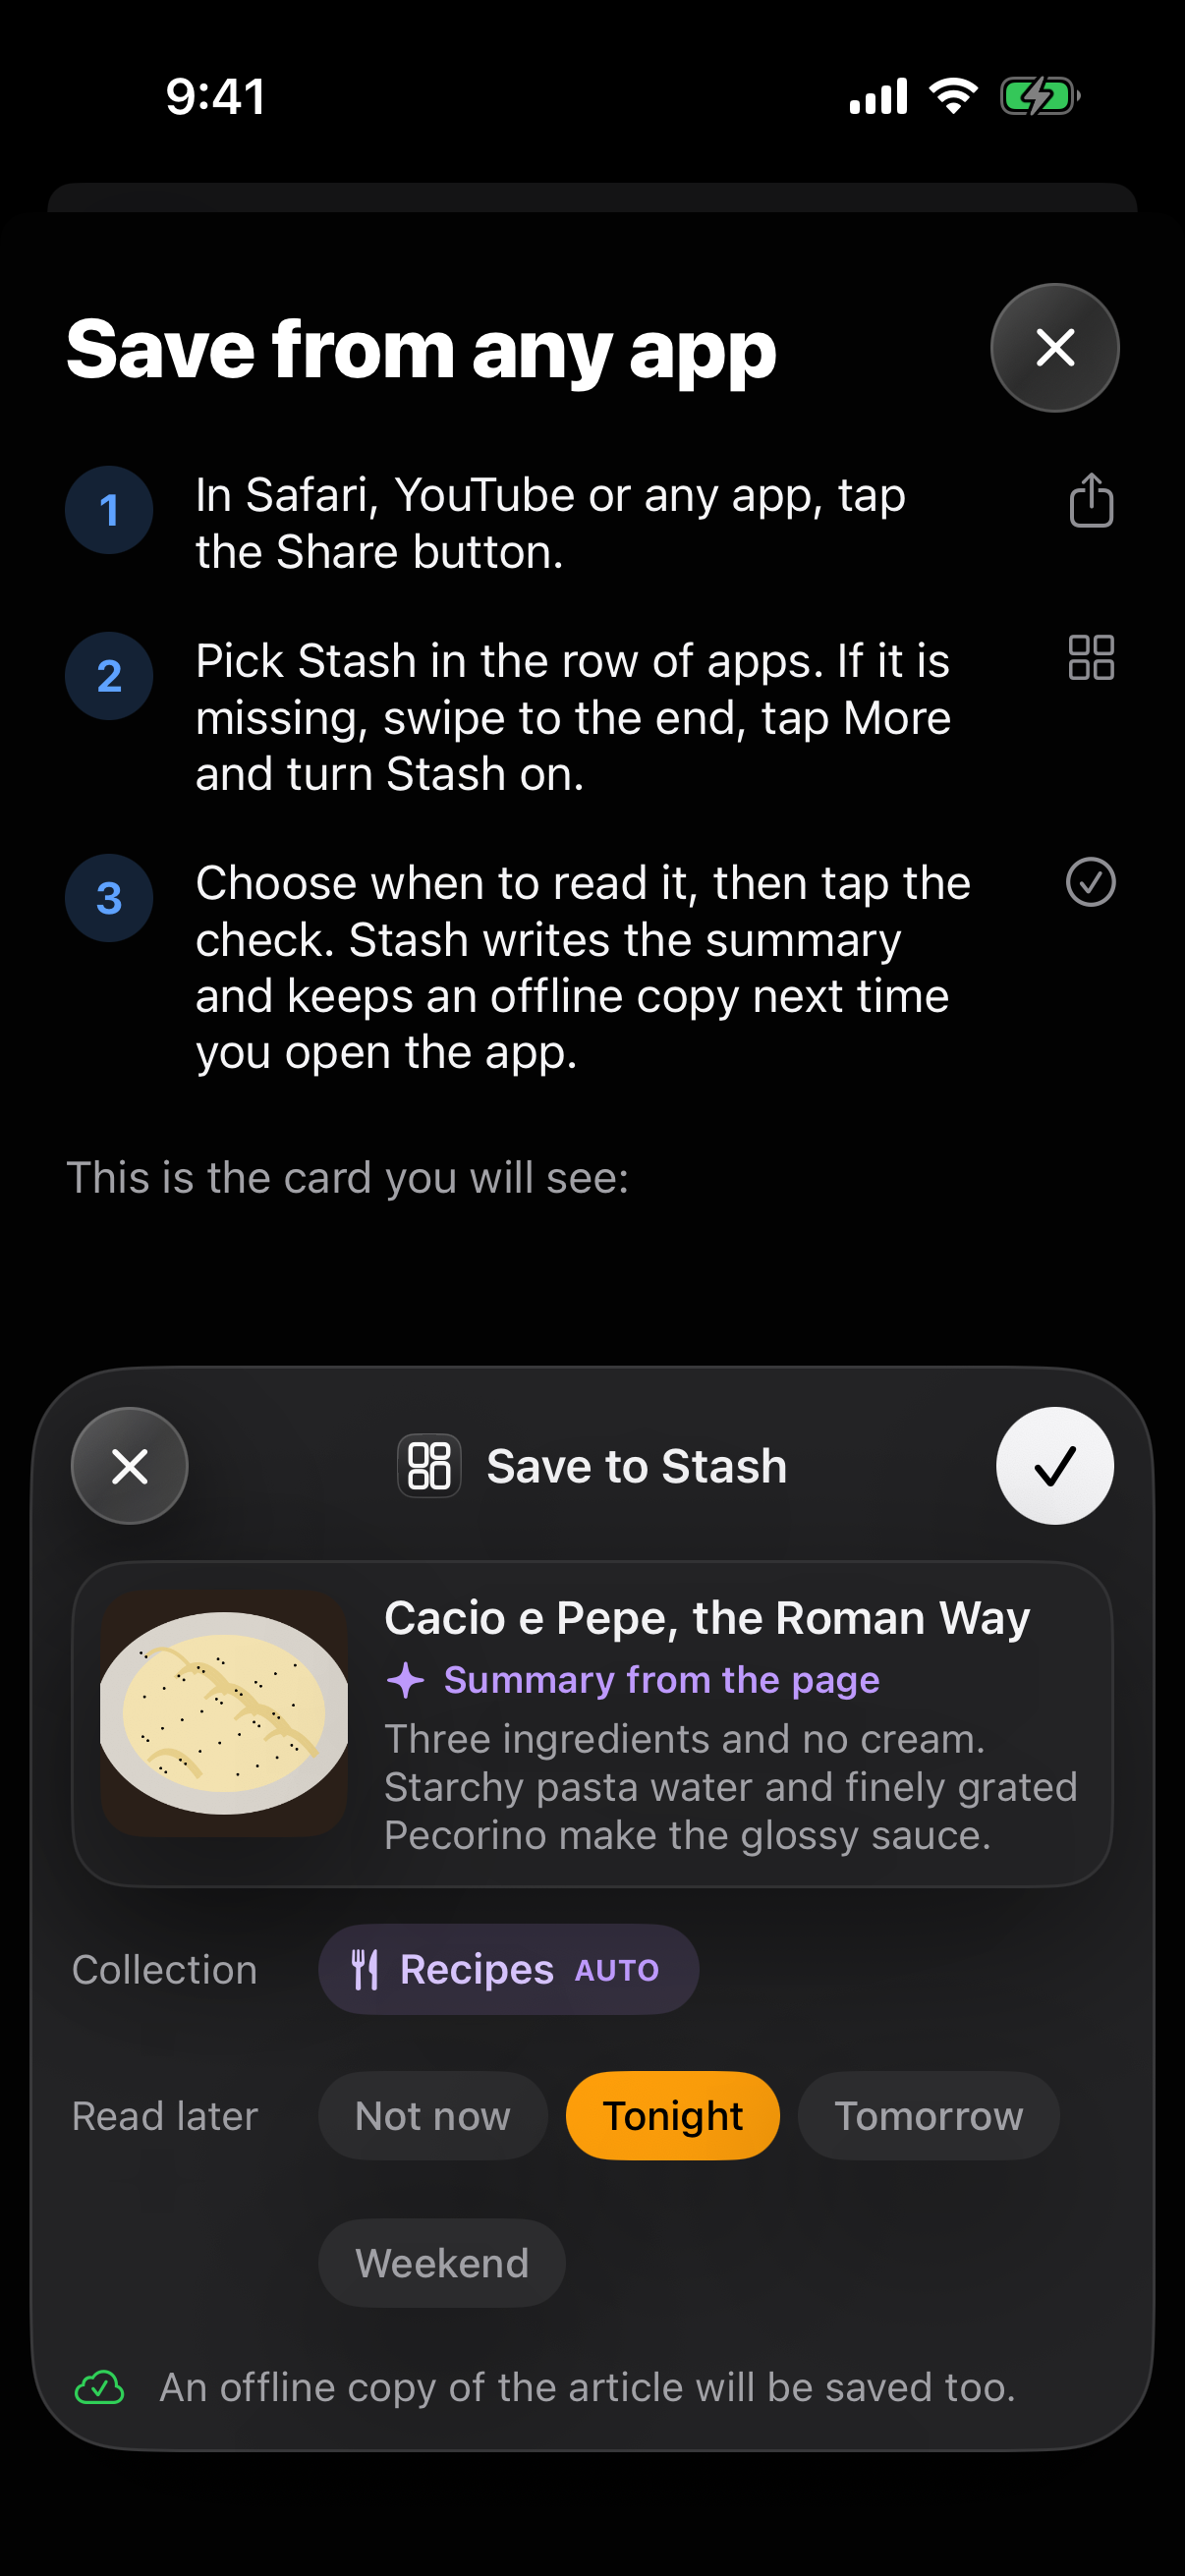 9:41
Save from any app
1
In Safari, YouTube or any app, tap
the Share button.
2
Pick Stash in the row of apps. If it is
missing, swipe to the end, tap More
and turn Stash on.
3
Choose when to read it, then tap the
check. Stash writes the summary
and keeps an offline copy next time
you open the app.
This is the card you will see:
Save to Stash
Cacio e Pepe, the Roman Way
Summary from the page
Three ingredients and no cream.
Starchy pasta water and finely grated
Pecorino make the glossy sauce.
Collection Recipes AUTO
Read later Not now Tonight Tomorrow
Weekend
An offline copy of the article will be saved too.